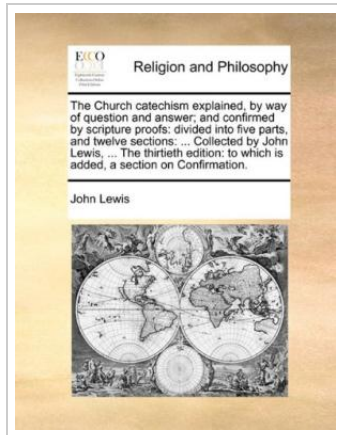 ECCO
Religion and Philosophy
The Church catechism explained, by way
of question and answer; and confirmed
by scripture proofs: divided into five parts,
and twelve sections: ... Collected by John
Lewis, ... The thirtieth edition: to which is
added, a section on Confirmation.
John Lewis